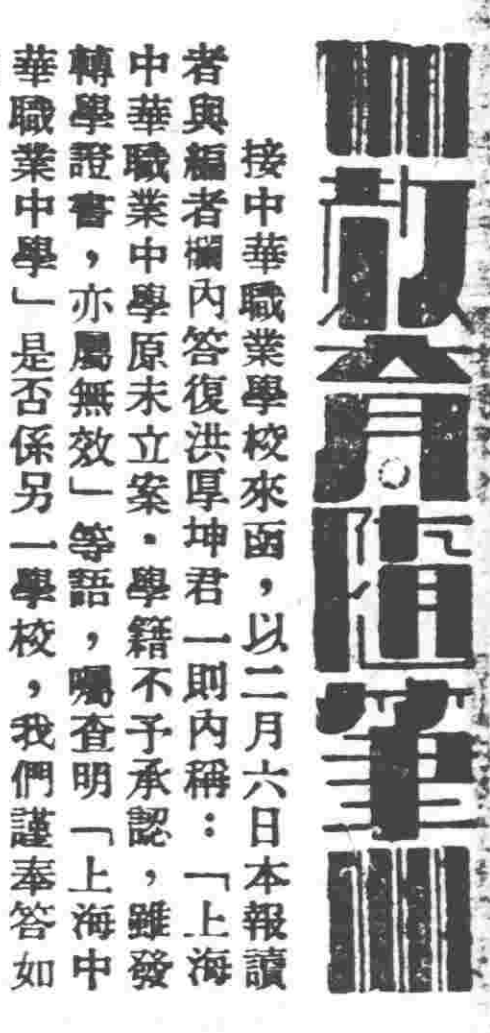 教育隨筆
接中華職業學校來函，以二月六日本報讀
者與編者欄內答復洪厚坤君一則內稱：「上海
中華職業中學原未立案．學籍不予承認，雖發
轉學證書，亦屬無效」等語，囑查明「上海中
華職業中學」是否係另一學校，我們謹奉答如